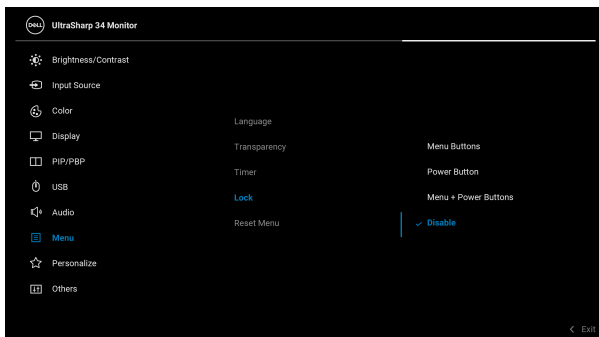 DELL UltraSharp 34 Monitor
Brightness/Contrast
Input Source
Color
Display
PIP/PBP
USB
Audio
Menu
Personalize
Others
Language
Transparency
Timer
Lock
Reset Menu
Menu Buttons
Power Button
Menu + Power Buttons
Disable
Exit